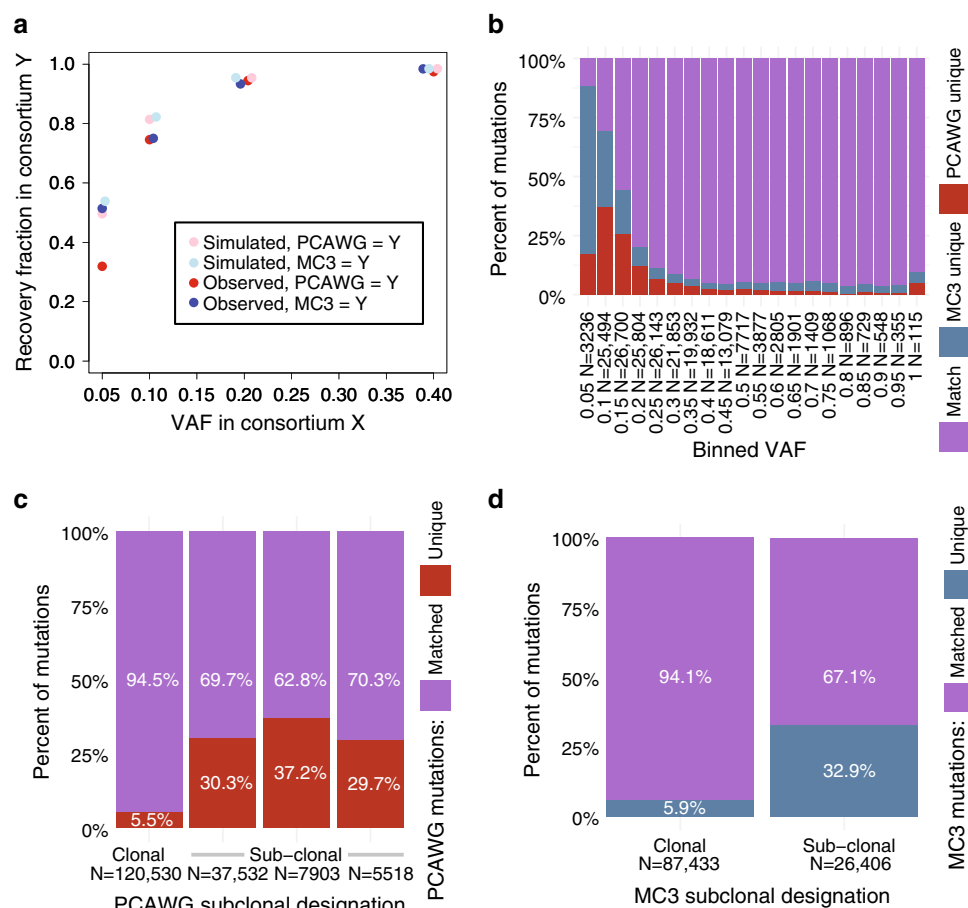 a
Recovery fraction in consortium Y
1.0
0.8
0.6
0.4
0.2
0.0
Simulated, PCAWG = Y
Simulated, MC3 = Y
Observed, PCAWG = Y
Observed, MC3 = Y
0.05 0.10 0.15 0.20 0.25 0.30 0.35 0.40
VAF in consortium X
b
Percent of mutations
100%
75%
50%
25%
0%
0.05 N=3236
0.1 N=25,494
0.15 N=26,700
0.2 N=25,804
0.25 N=26,143
0.3 N=21,853
0.35 N=19,932
0.4 N=18,611
0.45 N=13,079
0.5 N=7717
0.55 N=3877
0.6 N=2805
0.65 N=1901
0.7 N=1409
0.75 N=1068
0.8 N=896
0.85 N=729
0.9 N=548
0.95 N=355
1 N=115
Binned VAF
Match
MC3 unique
PCAWG unique
c
Percent of mutations
100%
75%
50%
25%
0%
94.5% 69.7% 62.8% 70.3%
5.5% 30.3% 37.2% 29.7%
Clonal Sub-clonal
N=120,530 N=37,532 N=7903 N=5518
PCAWG subclonal designation
PCAWG mutations: Matched Unique
d
Percent of mutations
100%
75%
50%
25%
0%
94.1% 67.1%
5.9% 32.9%
Clonal Sub-clonal
N=87,433 N=26,406
MC3 subclonal designation
MC3 mutations: Matched Unique